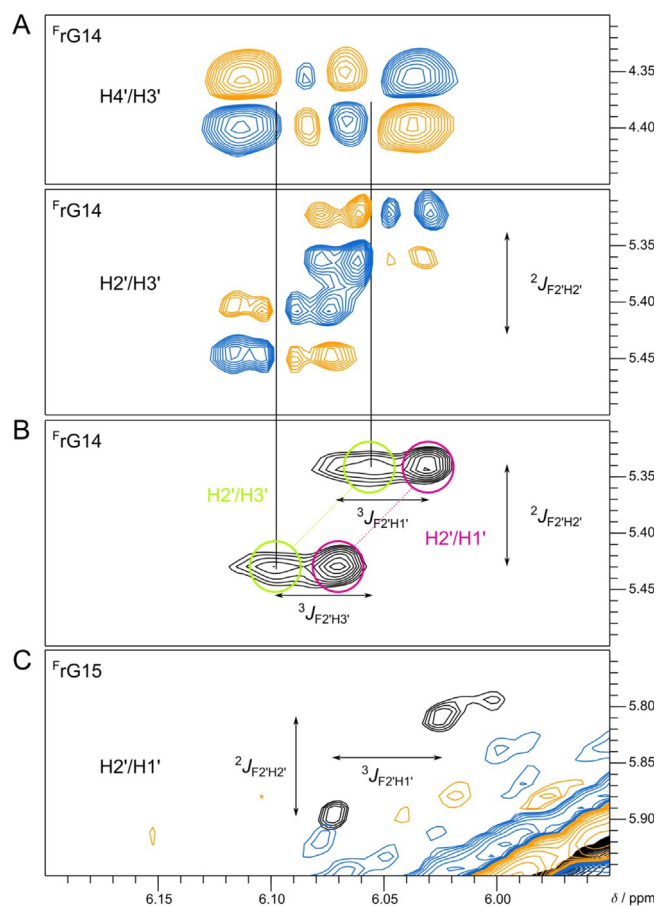 A
FrG14
H4'/H3'
4.35
4.40
FrG14
H2'/H3'
2JF2'H2'
5.35
5.40
5.45
B
FrG14
H2'/H3'
3JF2'H1'
H2'/H1'
2JF2'H2'
3JF2'H3'
5.35
5.40
5.45
C
FrG15
H2'/H1'
2JF2'H2'
3JF2'H1'
5.80
5.85
5.90
6.15 6.10 6.05 6.00 δ / ppm